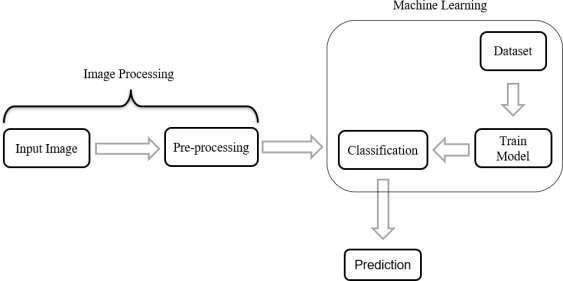 Machine Learning
Dataset
Image Processing
Input Image
Pre-processing
Classification
Train
Model
Prediction